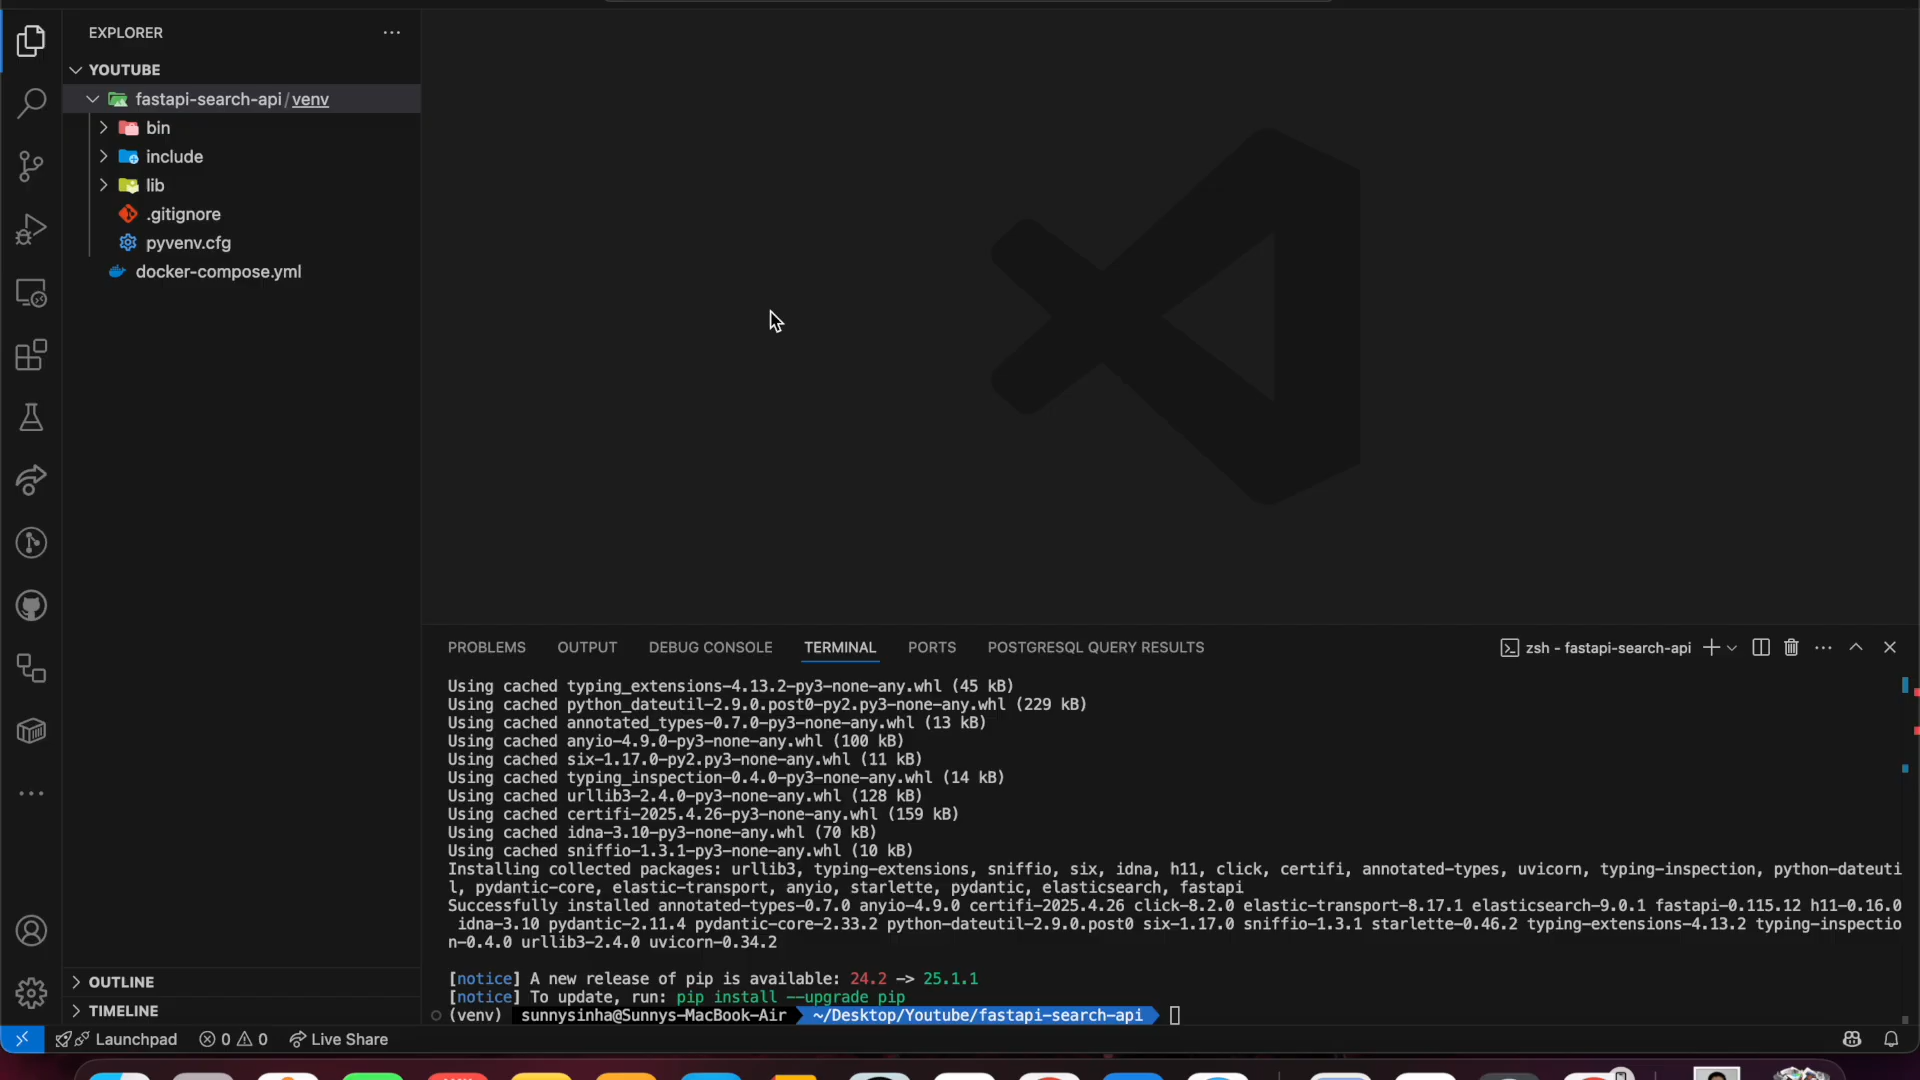 EXPLORER
YOUTUBE
fastapi-search-api/venv
bin
include
lib
.gitignore
pyvenv.cfg
docker-compose.yml
PROBLEMS OUTPUT DEBUG CONSOLE TERMINAL PORTS POSTGRESQL QUERY RESULTS zsh - fastapi-search-api
Using cached typing_extensions-4.13.2-py3-none-any.whl (45 kB)
Using cached python_dateutil-2.9.0.post0-py2.py3-none-any.whl (229 kB)
Using cached annotated_types-0.7.0-py3-none-any.whl (13 kB)
Using cached anyio-4.9.0-py3-none-any.whl (100 kB)
Using cached six-1.17.0-py2.py3-none-any.whl (11 kB)
Using cached typing_inspection-0.4.0-py3-none-any.whl (14 kB)
Using cached urllib3-2.4.0-py3-none-any.whl (128 kB)
Using cached certifi-2025.4.26-py3-none-any.whl (159 kB)
Using cached idna-3.10-py3-none-any.whl (70 kB)
Using cached sniffio-1.3.1-py3-none-any.whl (10 kB)
Installing collected packages: urllib3, typing-extensions, sniffio, six, idna, h11, click, certifi, annotated-types, uvicorn, typing-inspection, python-dateuti
l, pydantic-core, elastic-transport, anyio, starlette, pydantic, elasticsearch, fastapi
Successfully installed annotated-types-0.7.0 anyio-4.9.0 certifi-2025.4.26 click-8.2.0 elastic-transport-8.17.1 elasticsearch-9.0.1 fastapi-0.115.12 h11-0.16.0
idna-3.10 pydantic-2.11.4 pydantic-core-2.33.2 python-dateutil-2.9.0.post0 six-1.17.0 sniffio-1.3.1 starlette-0.46.2 typing-extensions-4.13.2 typing-inspectio
n-0.4.0 urllib3-2.4.0 uvicorn-0.34.2
[notice] A new release of pip is available: 24.2 -> 25.1.1
[notice] To update, run: pip install --upgrade pip
(venv) sunnysinha@Sunnys-MacBook-Air ~/Desktop/Youtube/fastapi-search-api
OUTLINE
TIMELINE
Launchpad 0 0 Live Share